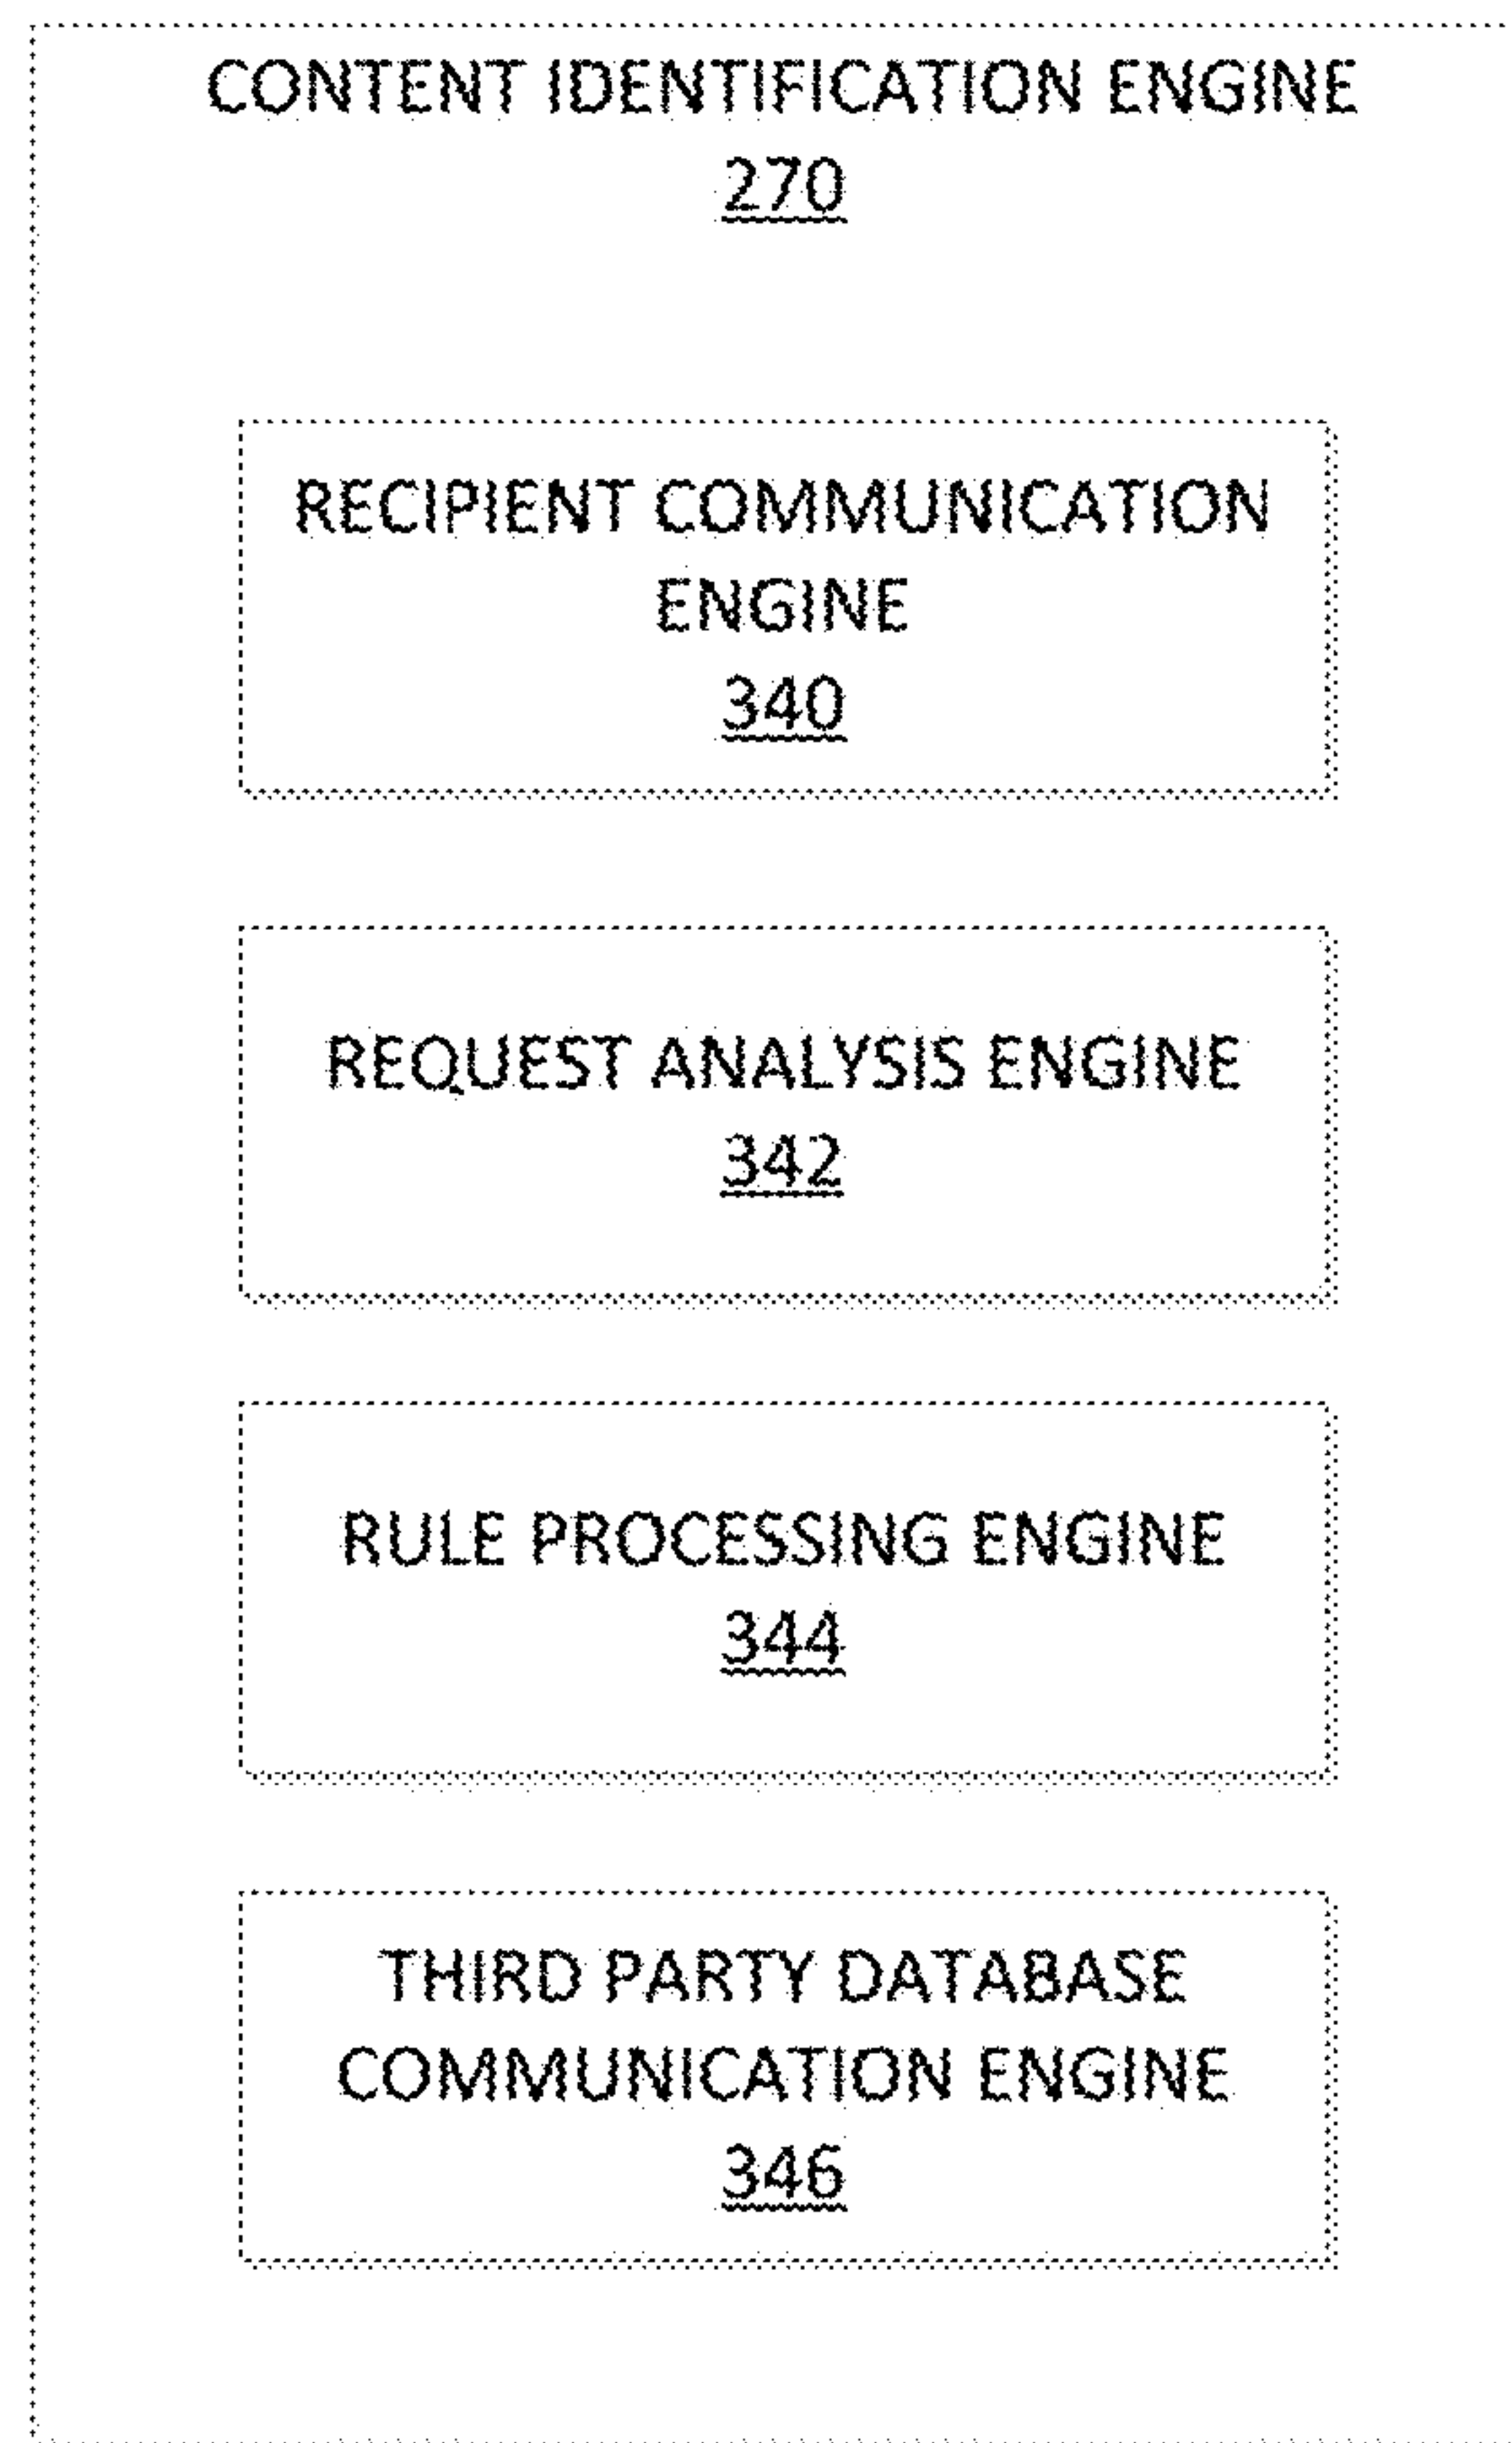 CONTENT IDENTIFICATION ENGINE
270
RECIPIENT COMMUNICATION
ENGINE
340
REQUEST ANALYSIS ENGINE
342
RULE PROCESSING ENGINE
344
THIRD PARTY DATABASE
COMMUNICATION ENGINE
346